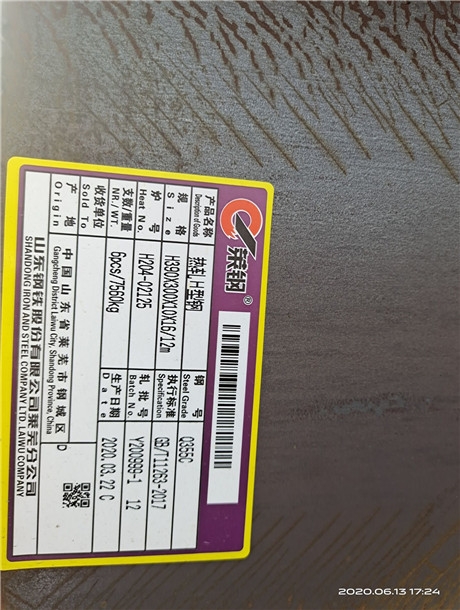 莱钢®
产品名称 Description of Goods 热轧H型钢 钢号 Steel Grade Q355C
规格 Size H390X300X10X16/12m 执行标准 Specification GB/T11263-2017
炉号 Heat No. H204-02125 轧批号 Batch No. Y200999-1 12
支数/重量 NR./WT. 6pcs/7560kg 生产日期 Date 2020.03.22 C
收货单位 Sold To
产地 Origin 中国山东省莱芜市钢城区 D
Gangcheng District Laiwu City, Shandong Province, China
山东钢铁股份有限公司莱芜分公司
SHANDONG IRON AND STEEL COMPANY LTD. LAIWU COMPANY
2020.06.13 17:24